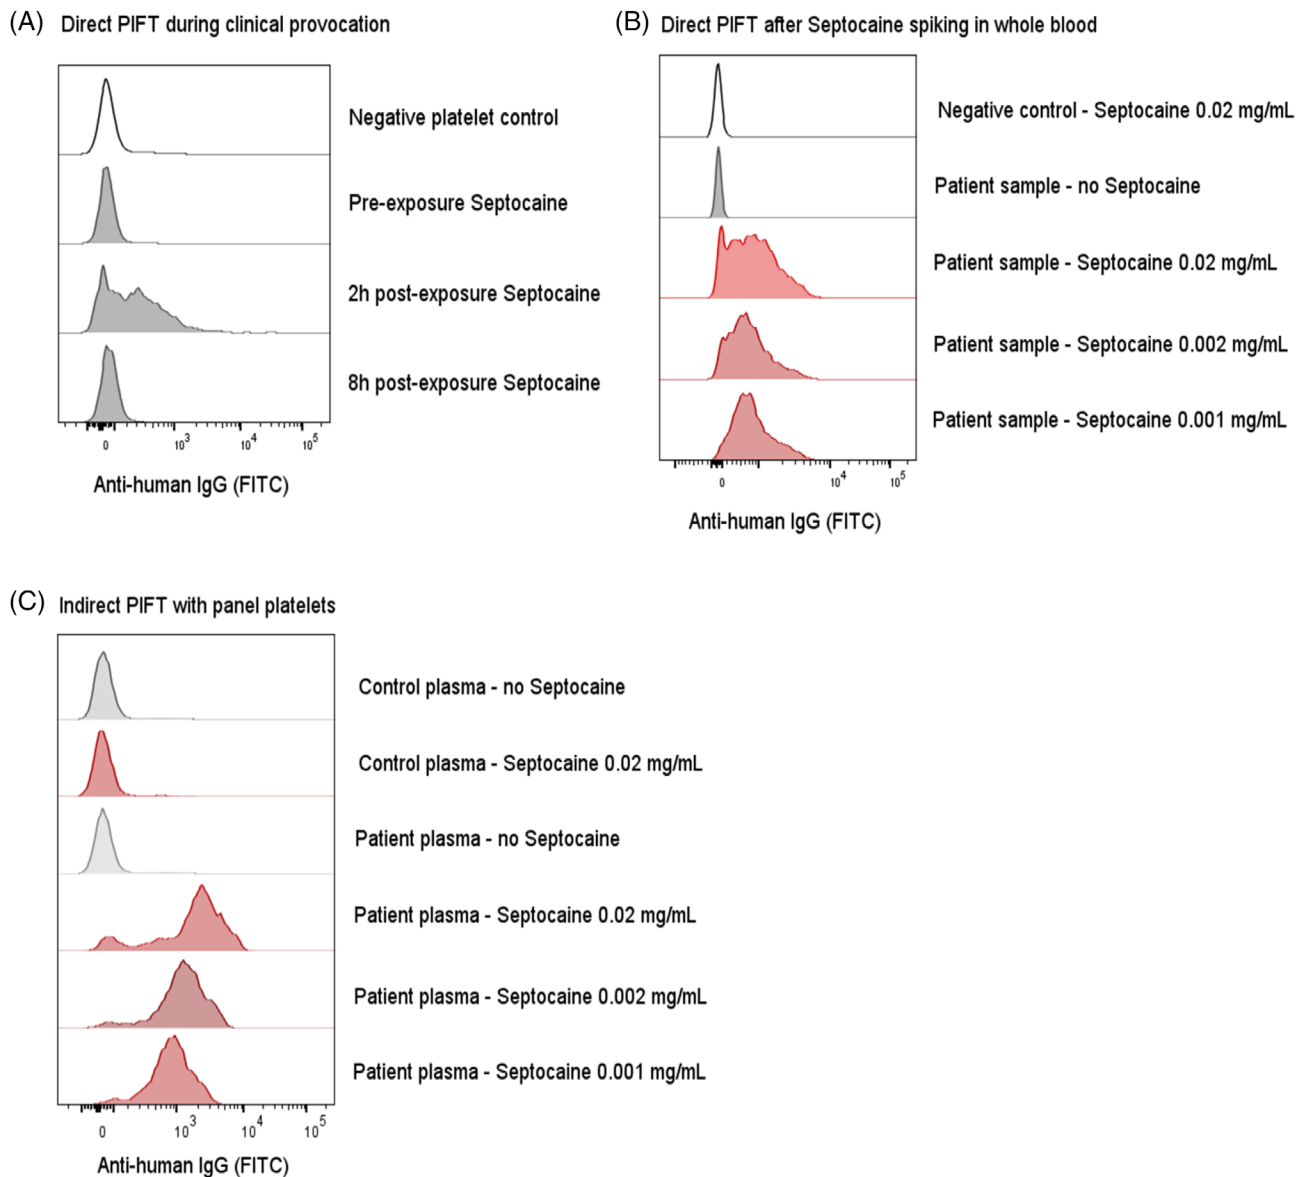 (A) Direct PIFT during clinical provocation
Negative platelet control
Pre-exposure Septocaine
2h post-exposure Septocaine
8h post-exposure Septocaine
0 10³ 10⁴ 10⁵
Anti-human IgG (FITC)
(B) Direct PIFT after Septocaine spiking in whole blood
Negative control - Septocaine 0.02 mg/mL
Patient sample - no Septocaine
Patient sample - Septocaine 0.02 mg/mL
Patient sample - Septocaine 0.002 mg/mL
Patient sample - Septocaine 0.001 mg/mL
0 10⁴ 10⁵
Anti-human IgG (FITC)
(C) Indirect PIFT with panel platelets
Control plasma - no Septocaine
Control plasma - Septocaine 0.02 mg/mL
Patient plasma - no Septocaine
Patient plasma - Septocaine 0.02 mg/mL
Patient plasma - Septocaine 0.002 mg/mL
Patient plasma - Septocaine 0.001 mg/mL
0 10³ 10⁴ 10⁵
Anti-human IgG (FITC)